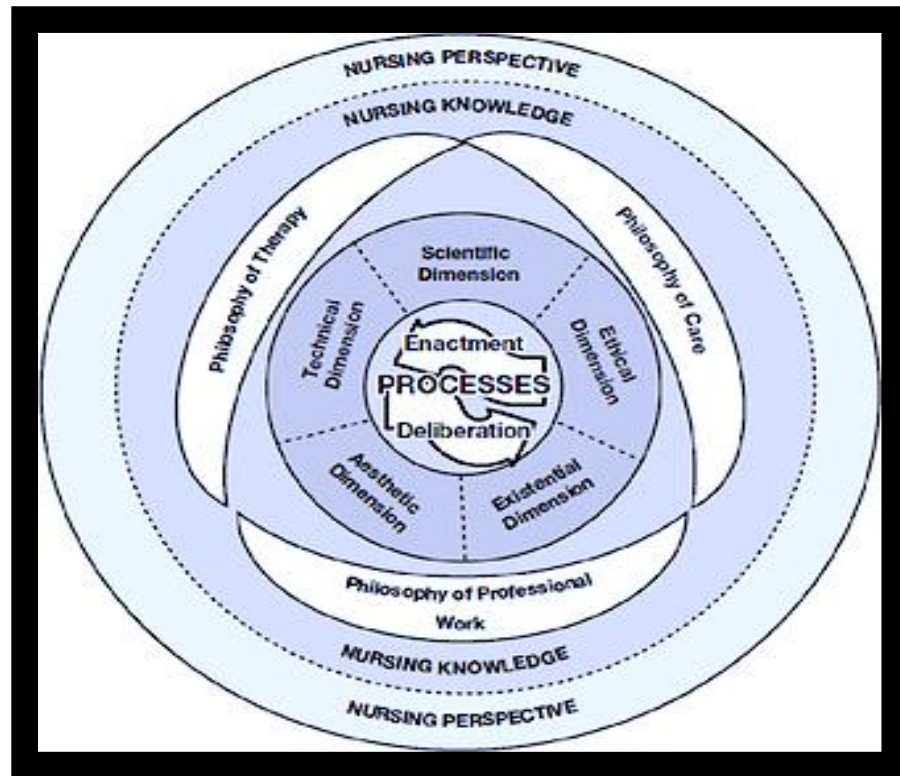 NURSING PERSPECTIVE
NURSING KNOWLEDGE
Philosophy of Therapy
Philosophy of Care
Scientific
Dimension
Technical
Dimension
Ethical
Dimension
Enactment
PROCESSES
Deliberation
Aesthetic
Dimension
Existential
Dimension
Philosophy of Professional
Work
NURSING KNOWLEDGE
NURSING PERSPECTIVE